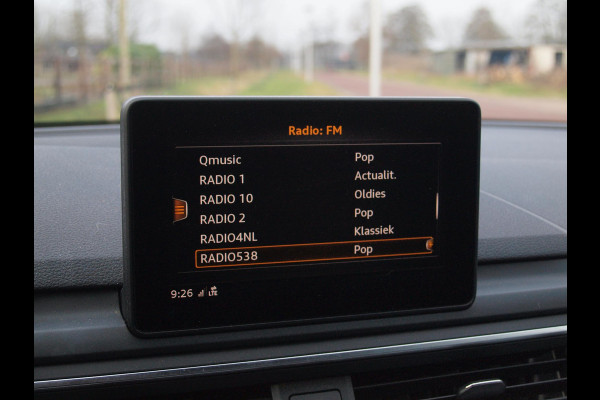 Radio: FM
Qmusic Pop
RADIO 1 Actualit.
RADIO 10 Oldies
RADIO 2 Pop
RADIO4NL Klassiek
RADIO538 Pop
9:26 LTE